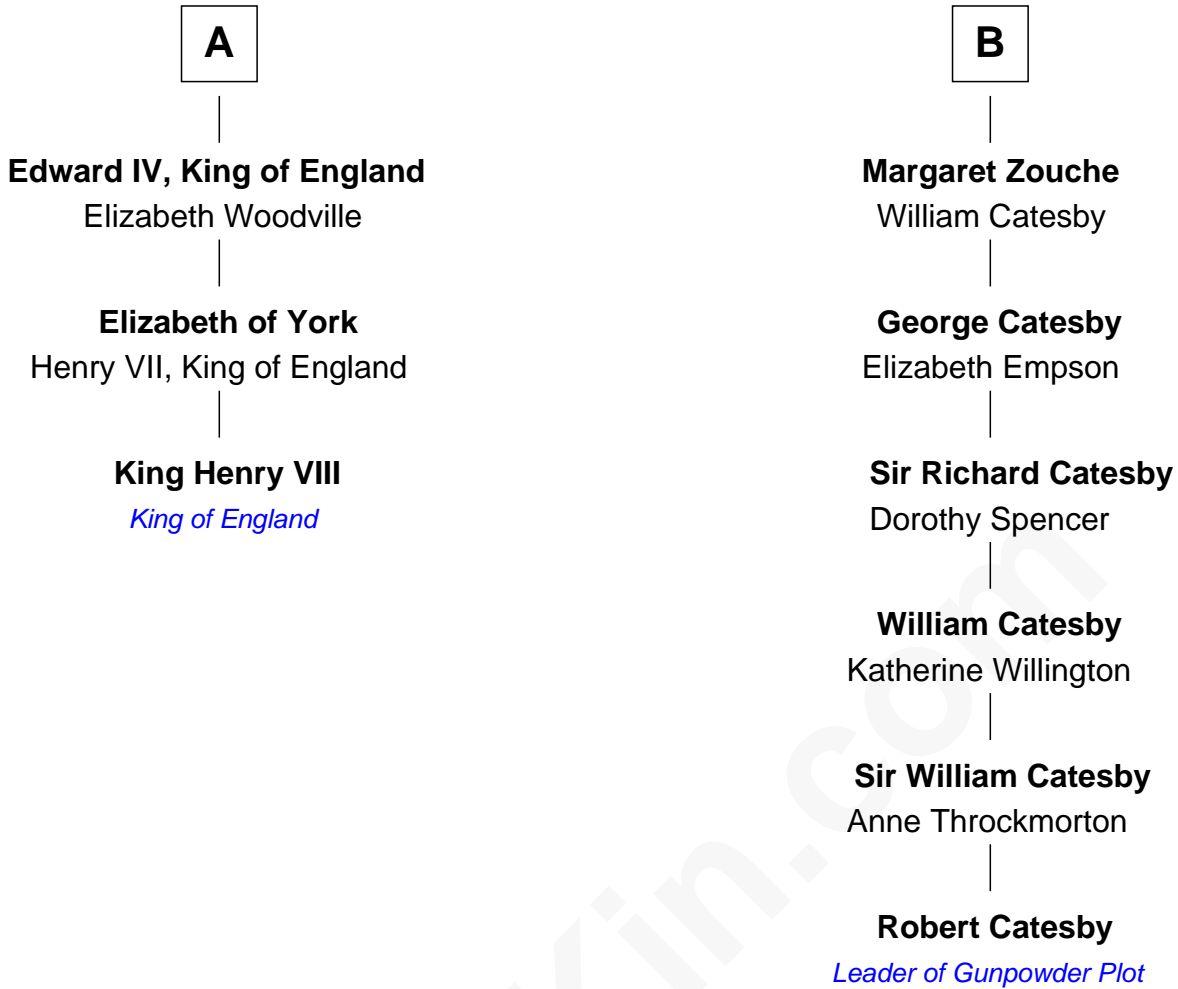 A
Edward IV, King of England
Elizabeth Woodville
Elizabeth of York
Henry VII, King of England
King Henry VIII
King of England
B
Margaret Zouche
William Catesby
George Catesby
Elizabeth Empson
Sir Richard Catesby
Dorothy Spencer
William Catesby
Katherine Willington
Sir William Catesby
Anne Throckmorton
Robert Catesby
Leader of Gunpowder Plot